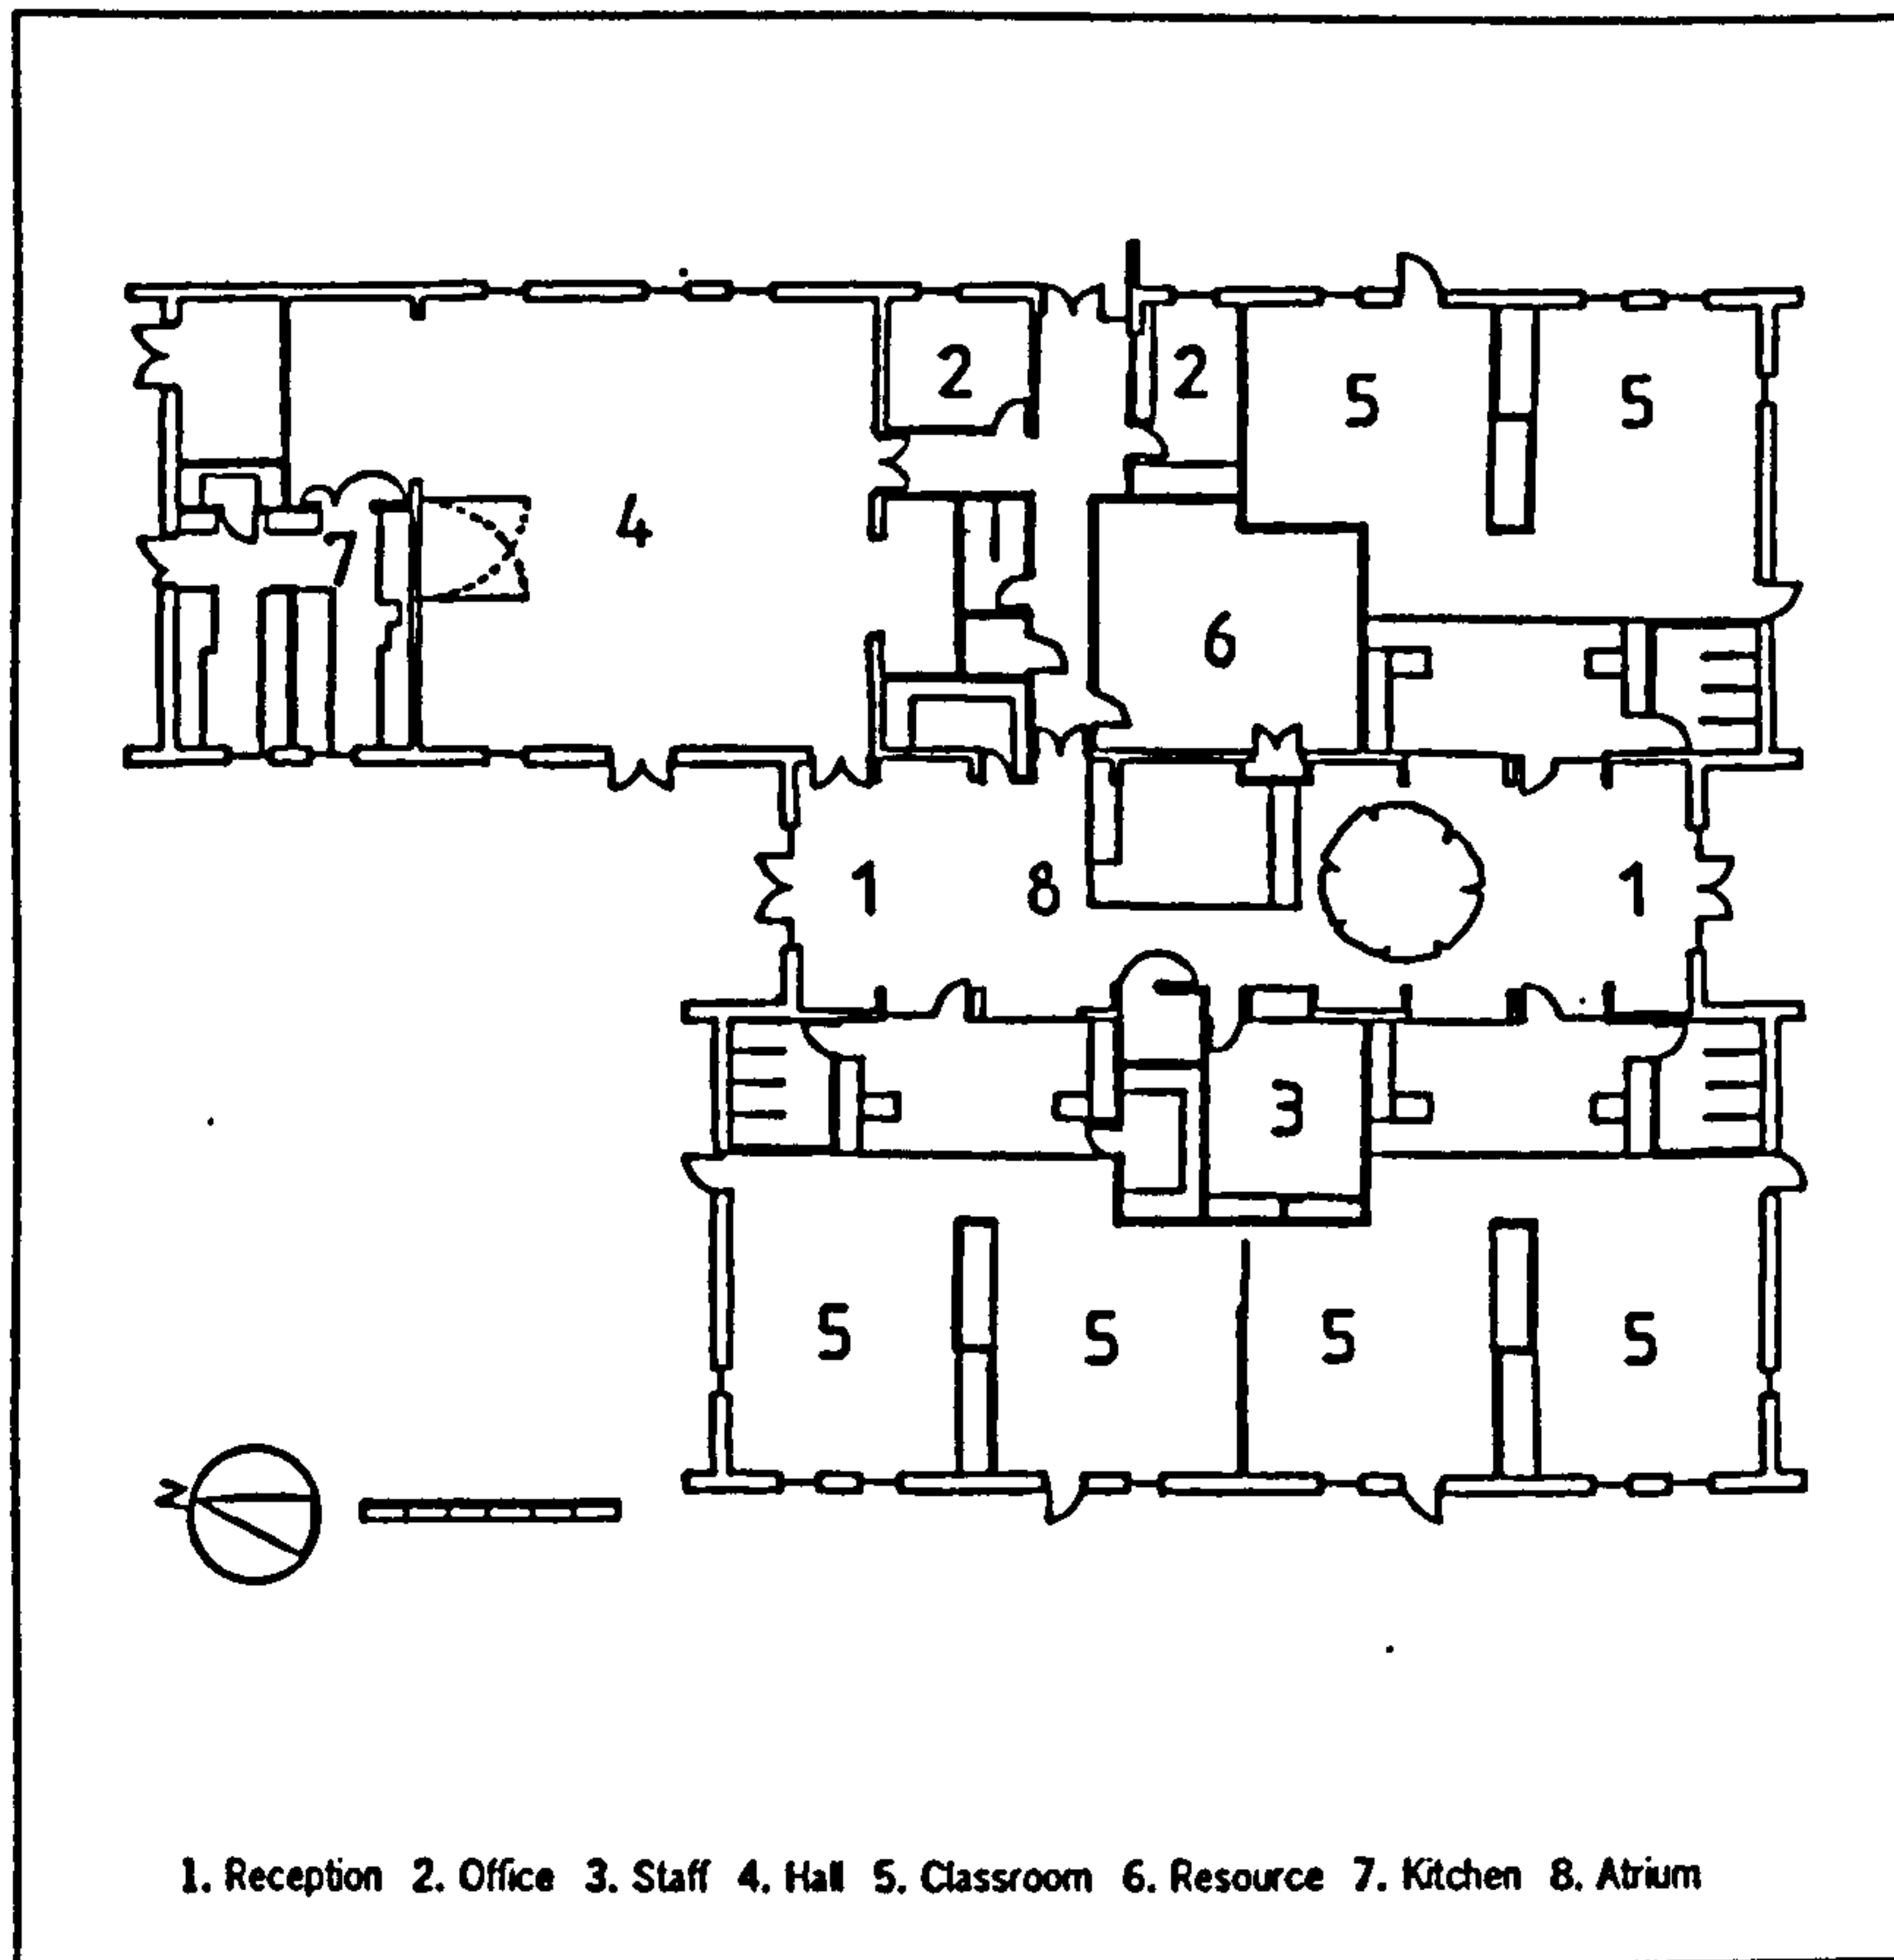 2 2 5 5
4
7
6
1 8 1
3
5 5 5 5
N
1. Reception 2. Office 3. Staff 4. Hall 5. Classroom 6. Resource 7. Kitchen 8. Atrium